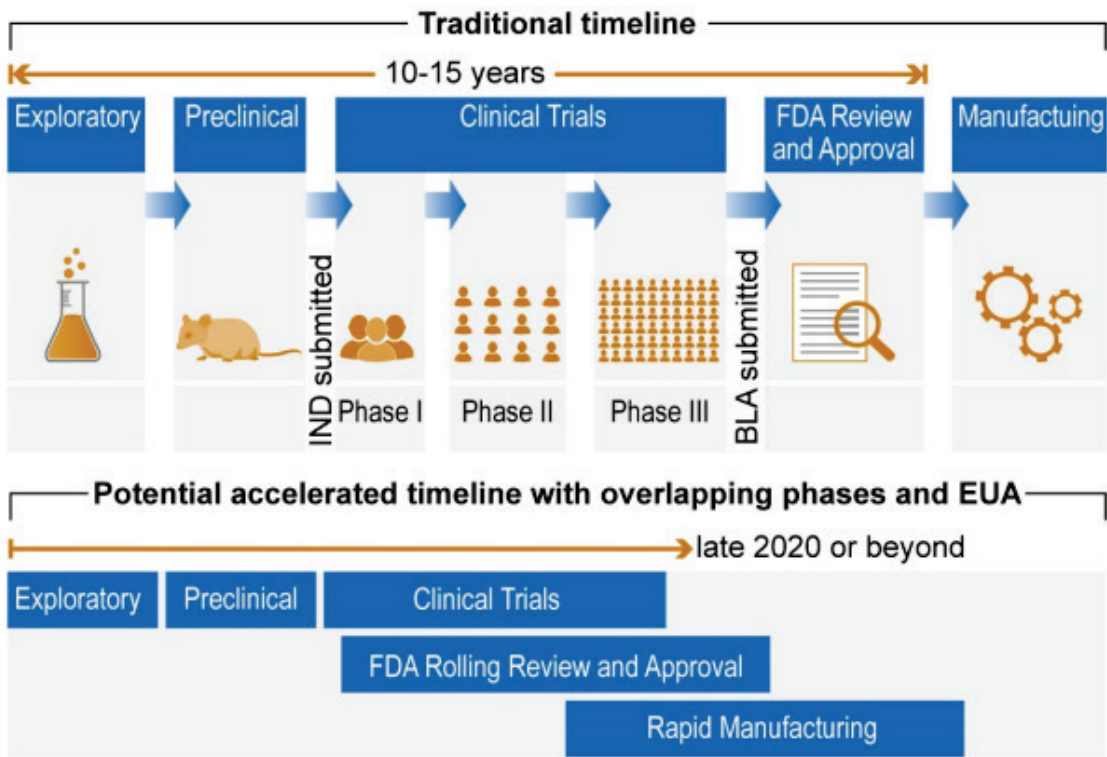 Traditional timeline
10-15 years
Exploratory
Preclinical
Clinical Trials
FDA Review
and Approval
Manufactuing
IND submitted
BLA submitted
Phase I
Phase II
Phase III
Potential accelerated timeline with overlapping phases and EUA
late 2020 or beyond
Exploratory
Preclinical
Clinical Trials
FDA Rolling Review and Approval
Rapid Manufacturing